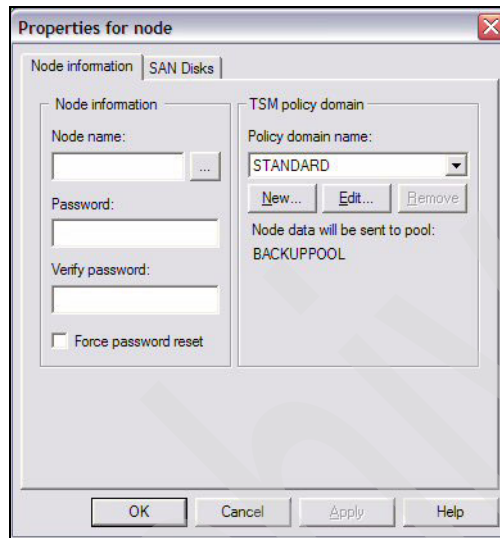 Properties for node
Node information
SAN Disks
Node information
Node name:
...
Password:
Verify password:
Force password reset
TSM policy domain
Policy domain name:
STANDARD
New...
Edit...
Remove
Node data will be sent to pool:
BACKUPPOOL
OK
Cancel
Apply
Help